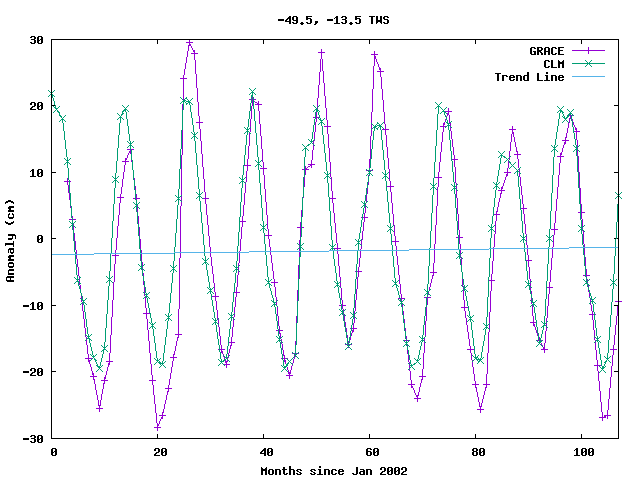 -49.5, -13.5 TWS
GRACE
CLM
Trend Line
30
20
10
0
-10
-20
-30
Anomaly (cm)
0 20 40 60 80 100
Months since Jan 2002